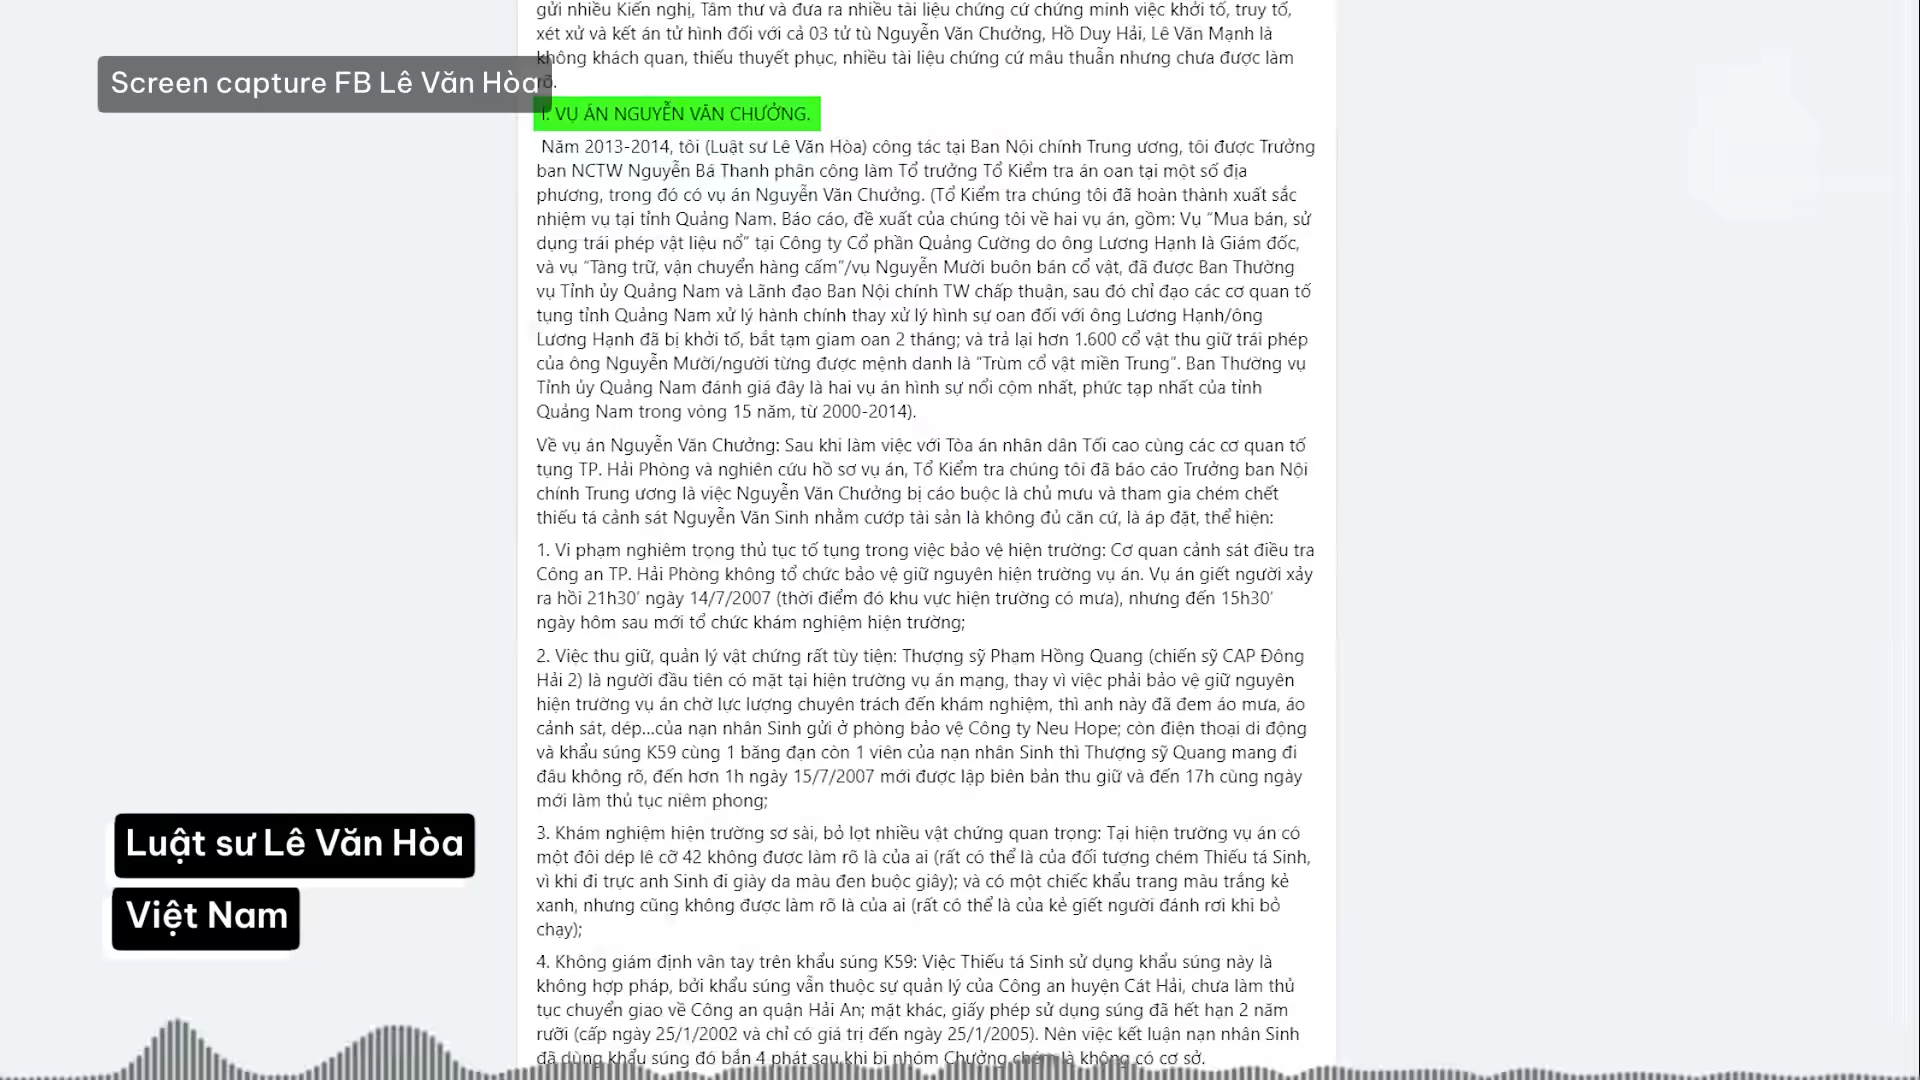 gửi nhiều Kiến nghị, Tâm thư và đưa ra nhiều tài liệu chứng cứ chứng minh việc khởi tố, truy tố,
xét xử và kết án tử hình đối với cả 03 tử tù Nguyễn Văn Chưởng, Hồ Duy Hải, Lê Văn Mạnh là
không khách quan, thiếu thuyết phục, nhiều tài liệu chứng cứ mâu thuẫn nhưng chưa được làm
rõ.
Screen capture FB Lê Văn Hòa
I. VỤ ÁN NGUYỄN VĂN CHƯỞNG.
Năm 2013-2014, tôi (Luật sư Lê Văn Hòa) công tác tại Ban Nội chính Trung ương, tôi được Trưởng
ban NCTW Nguyễn Bá Thanh phân công làm Tổ trưởng Tổ Kiểm tra án oan tại một số địa
phương, trong đó có vụ án Nguyễn Văn Chưởng. (Tổ Kiểm tra chúng tôi đã hoàn thành xuất sắc
nhiệm vụ tại tỉnh Quảng Nam. Báo cáo, đề xuất của chúng tôi về hai vụ án, gồm: Vụ “Mua bán, sử
dụng trái phép vật liệu nổ” tại Công ty Cổ phần Quảng Cường do ông Lương Hạnh là Giám đốc,
và vụ “Tàng trữ, vận chuyển hàng cấm”/vụ Nguyễn Mười buôn bán cổ vật, đã được Ban Thường
vụ Tỉnh ủy Quảng Nam và Lãnh đạo Ban Nội chính TW chấp thuận, sau đó chỉ đạo các cơ quan tố
tụng tỉnh Quảng Nam xử lý hành chính thay xử lý hình sự oan đối với ông Lương Hạnh/ông
Lương Hạnh đã bị khởi tố, bắt tạm giam oan 2 tháng; và trả lại hơn 1.600 cổ vật thu giữ trái phép
của ông Nguyễn Mười/người từng được mệnh danh là “Trùm cổ vật miền Trung”. Ban Thường vụ
Tỉnh ủy Quảng Nam đánh giá đây là hai vụ án hình sự nổi cộm nhất, phức tạp nhất của tỉnh
Quảng Nam trong vòng 15 năm, từ 2000-2014).
Về vụ án Nguyễn Văn Chưởng: Sau khi làm việc với Tòa án nhân dân Tối cao cùng các cơ quan tố
tụng TP. Hải Phòng và nghiên cứu hồ sơ vụ án, Tổ Kiểm tra chúng tôi đã báo cáo Trưởng ban Nội
chính Trung ương là việc Nguyễn Văn Chưởng bị cáo buộc là chủ mưu và tham gia chém chết
thiếu tá cảnh sát Nguyễn Văn Sinh nhằm cướp tài sản là không đủ căn cứ, là áp đặt, thể hiện:
1. Vi phạm nghiêm trọng thủ tục tố tụng trong việc bảo vệ hiện trường: Cơ quan cảnh sát điều tra
Công an TP. Hải Phòng không tổ chức bảo vệ giữ nguyên hiện trường vụ án. Vụ án giết người xảy
ra hồi 21h30’ ngày 14/7/2007 (thời điểm đó khu vực hiện trường có mưa), nhưng đến 15h30’
ngày hôm sau mới tổ chức khám nghiệm hiện trường;
2. Việc thu giữ, quản lý vật chứng rất tùy tiện: Thượng sỹ Phạm Hồng Quang (chiến sỹ CAP Đông
Hải 2) là người đầu tiên có mặt tại hiện trường vụ án mạng, thay vì việc phải bảo vệ giữ nguyên
hiện trường vụ án chờ lực lượng chuyên trách đến khám nghiệm, thì anh này đã đem áo mưa, áo
cảnh sát, dép...của nạn nhân Sinh gửi ở phòng bảo vệ Công ty Neu Hope; còn điện thoại di động
và khẩu súng K59 cùng 1 băng đạn còn 1 viên của nạn nhân Sinh thì Thượng sỹ Quang mang đi
đâu không rõ, đến hơn 1h ngày 15/7/2007 mới được lập biên bản thu giữ và đến 17h cùng ngày
mới làm thủ tục niêm phong;
3. Khám nghiệm hiện trường sơ sài, bỏ lọt nhiều vật chứng quan trọng: Tại hiện trường vụ án có
một đôi dép lê cỡ 42 không được làm rõ là của ai (rất có thể là của đối tượng chém Thiếu tá Sinh,
vì khi đi trực anh Sinh đi giày da màu đen buộc giây); và có một chiếc khẩu trang màu trắng kẻ
xanh, nhưng cũng không được làm rõ là của ai (rất có thể là của kẻ giết người đánh rơi khi bỏ
chạy);
4. Không giám định vân tay trên khẩu súng K59: Việc Thiếu tá Sinh sử dụng khẩu súng này là
không hợp pháp, bởi khẩu súng vẫn thuộc sự quản lý của Công an huyện Cát Hải, chưa làm thủ
tục chuyển giao về Công an quận Hải An; mặt khác, giấy phép sử dụng súng đã hết hạn 2 năm
rưỡi (cấp ngày 25/1/2002 và chỉ có giá trị đến ngày 25/1/2005). Nên việc kết luận nạn nhân Sinh
đã dùng khẩu súng đó bắn 4 phát sau khi bị nhóm Chưởng chém là không có cơ sở.
Luật sư Lê Văn Hòa
Việt Nam